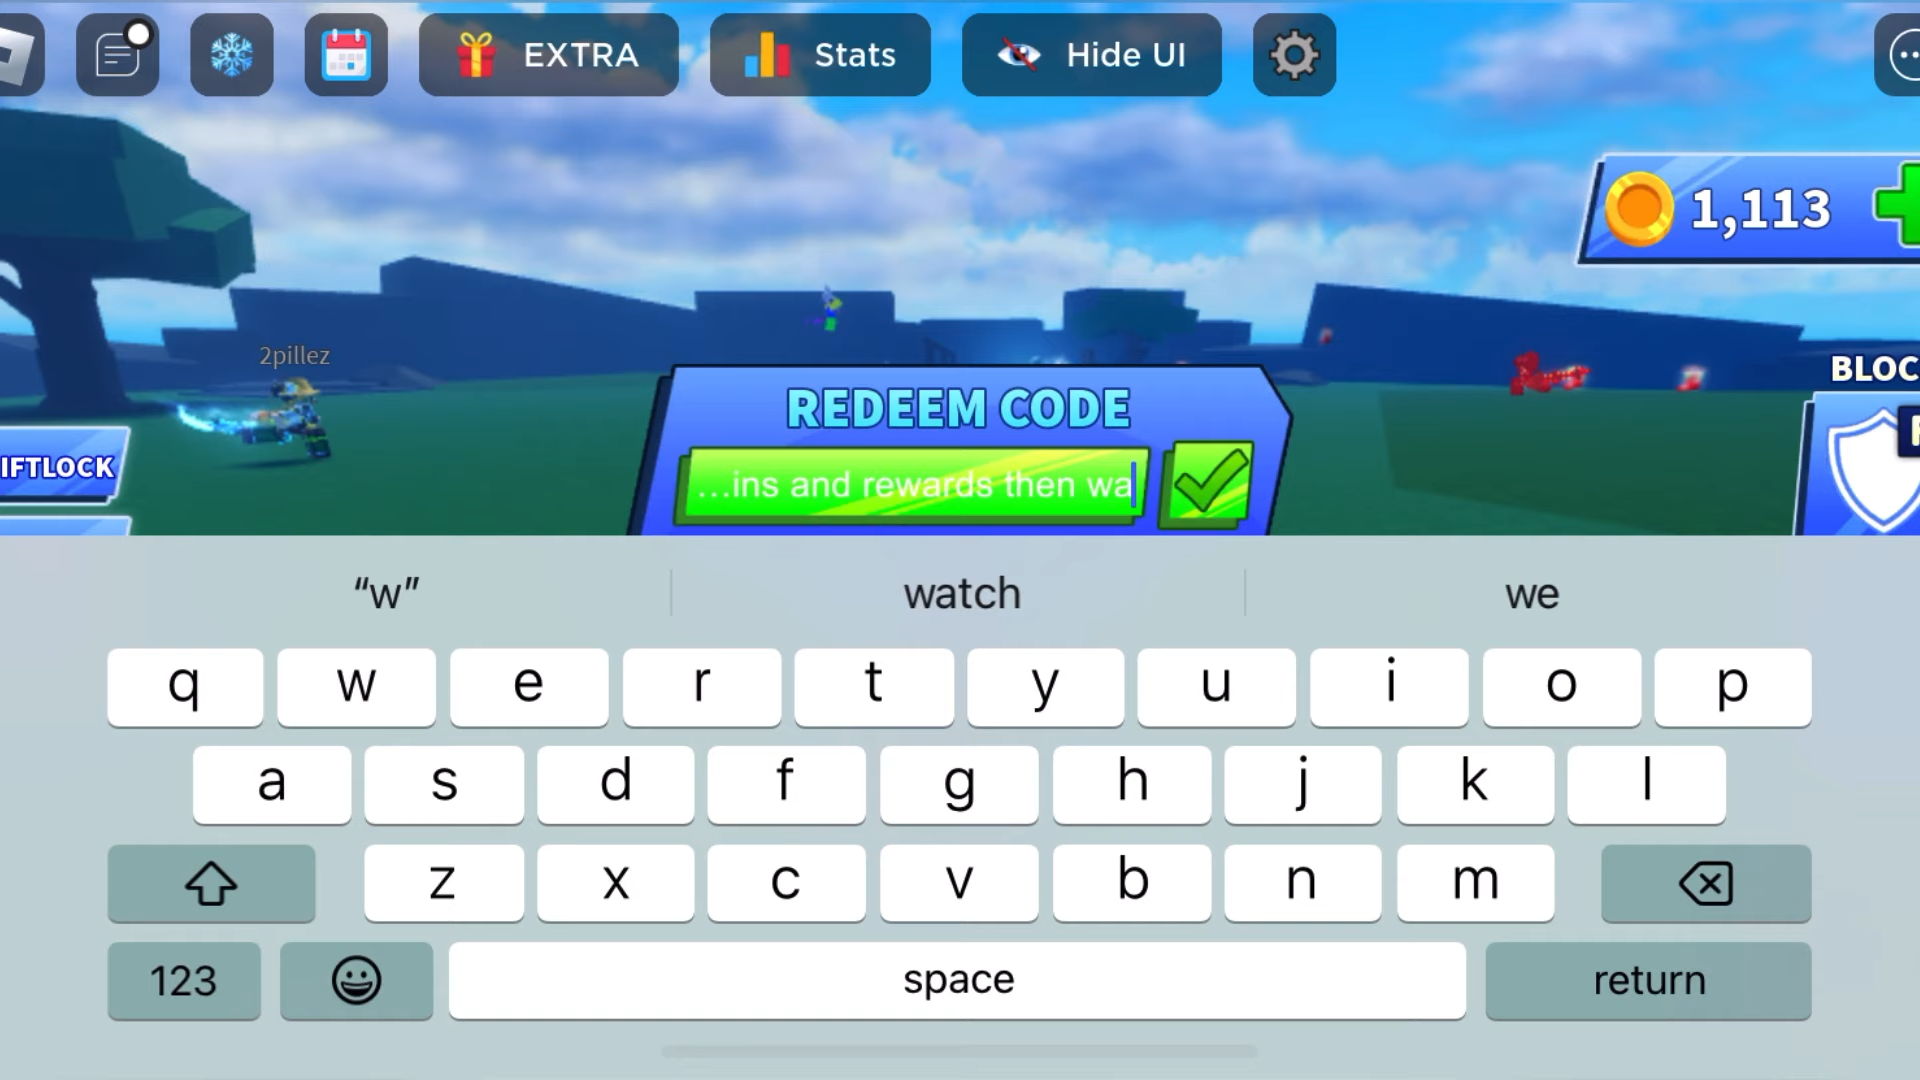 EXTRA
Stats
Hide UI
1,113
2pillez
BLOC
REDEEM CODE
IFTLOCK
...ins and rewards then wa
F
“w”
watch
we
q w e r t y u i o p
a s d f g h j k l
z x c v b n m
123
space
return